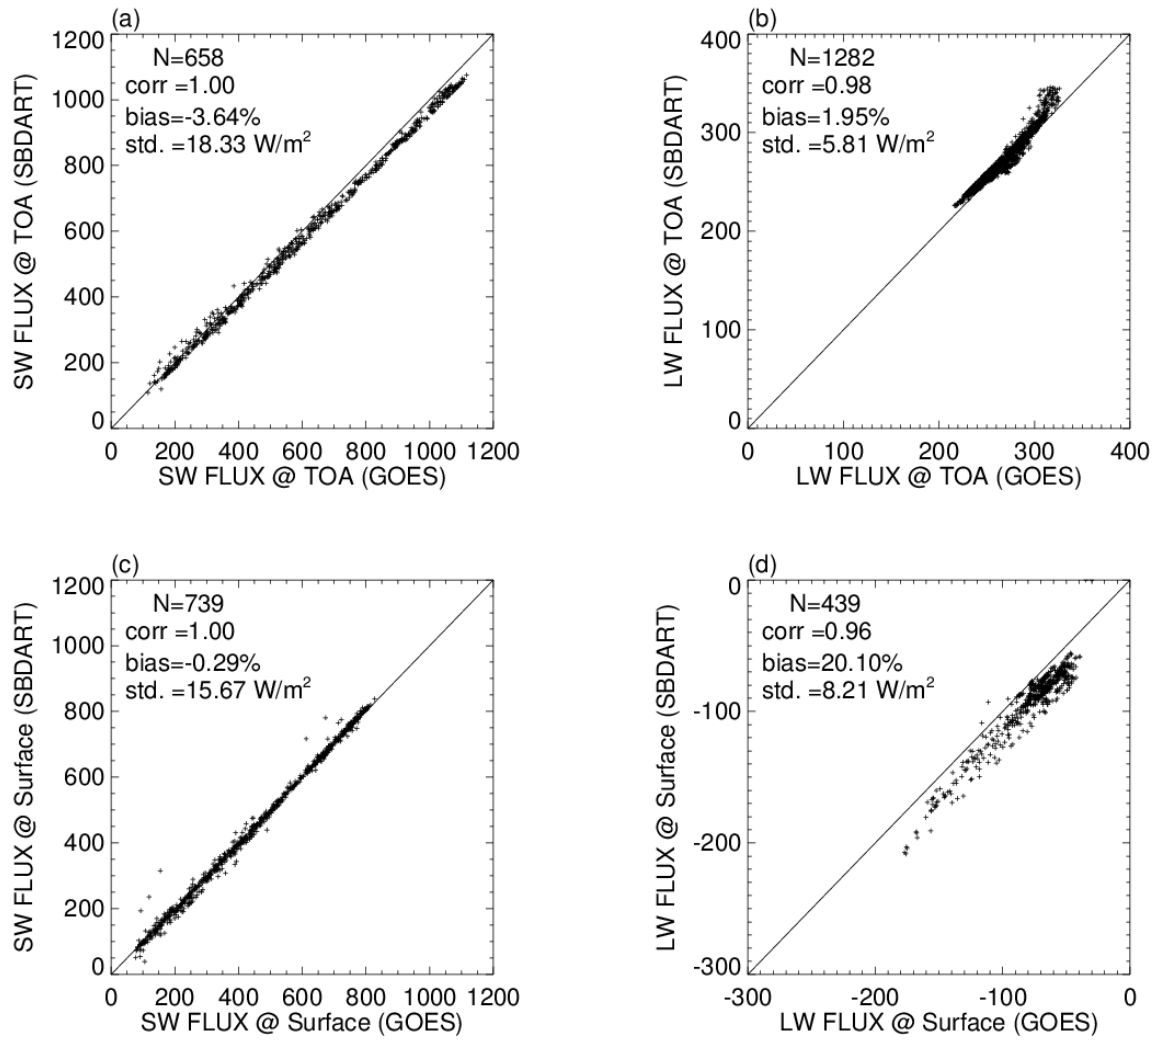 (a)
1200
1000
800
600
400
200
0
SW FLUX @ TOA (SBDART)
N=658
corr =1.00
bias=-3.64%
std. =18.33 W/m²
0 200 400 600 800 1000 1200
SW FLUX @ TOA (GOES)
(b)
400
300
200
100
0
LW FLUX @ TOA (SBDART)
N=1282
corr =0.98
bias=1.95%
std. =5.81 W/m²
0 100 200 300 400
LW FLUX @ TOA (GOES)
(c)
1200
1000
800
600
400
200
0
SW FLUX @ Surface (SBDART)
N=739
corr =1.00
bias=-0.29%
std. =15.67 W/m²
0 200 400 600 800 1000 1200
SW FLUX @ Surface (GOES)
(d)
0
-100
-200
-300
LW FLUX @ Surface (SBDART)
N=439
corr =0.96
bias=20.10%
std. =8.21 W/m²
-300 -200 -100 0
LW FLUX @ Surface (GOES)